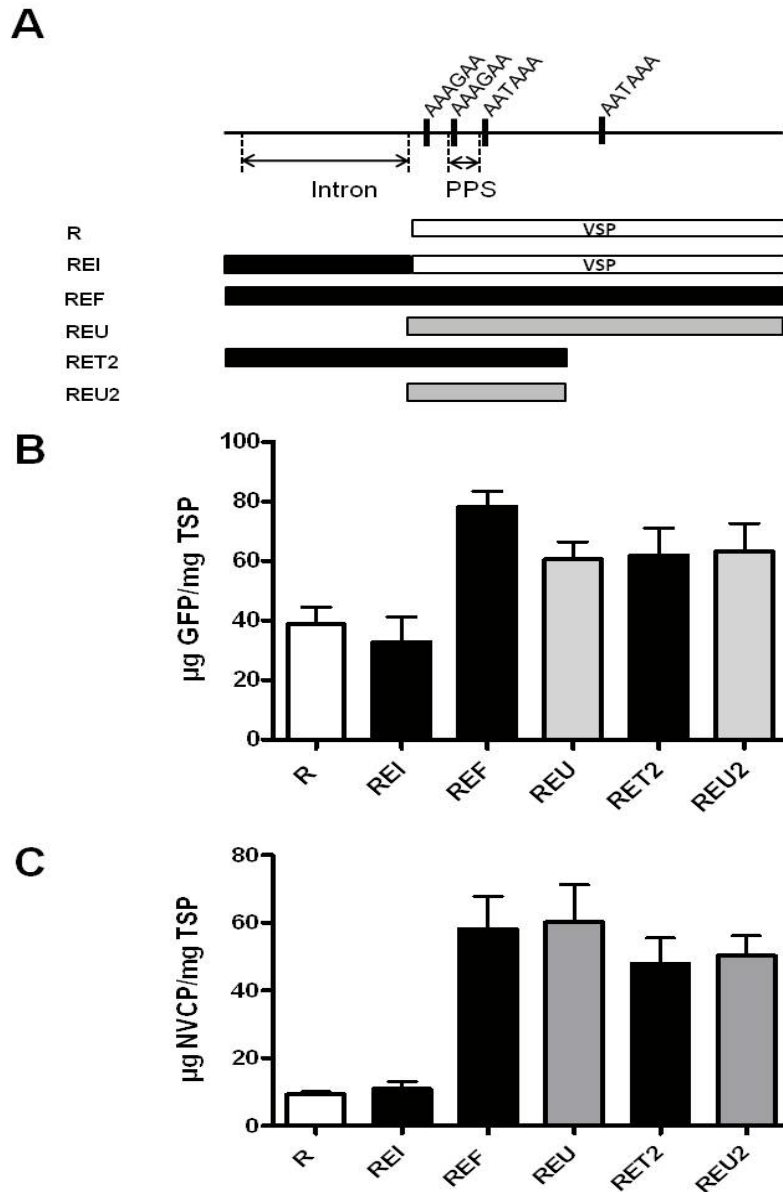 A
AAAGAA
AAAGAA
AATAAA
AATAAA
Intron
PPS
R
VSP
REI
VSP
REF
REU
RET2
REU2
B
µg GFP/mg TSP
100
80
60
40
20
0
R
REI
REF
REU
RET2
REU2
C
µg NVCP/mg TSP
80
60
40
20
0
R
REI
REF
REU
RET2
REU2